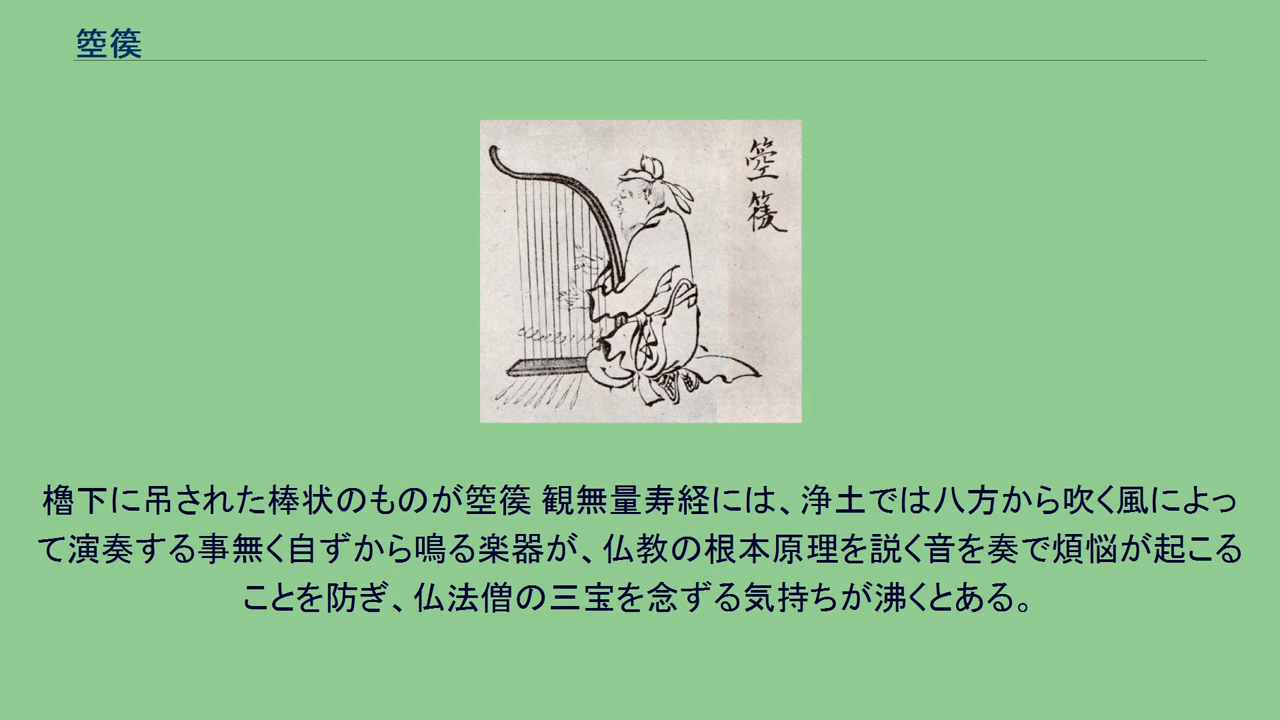 箜篌
箜
篌
櫓下に吊された棒状のものが箜篌 観無量寿経には、浄土では八方から吹く風によっ
て演奏する事無く自ずから鳴る楽器が、仏教の根本原理を説く音を奏で煩悩が起こる
ことを防ぎ、仏法僧の三宝を念ずる気持ちが沸くとある。